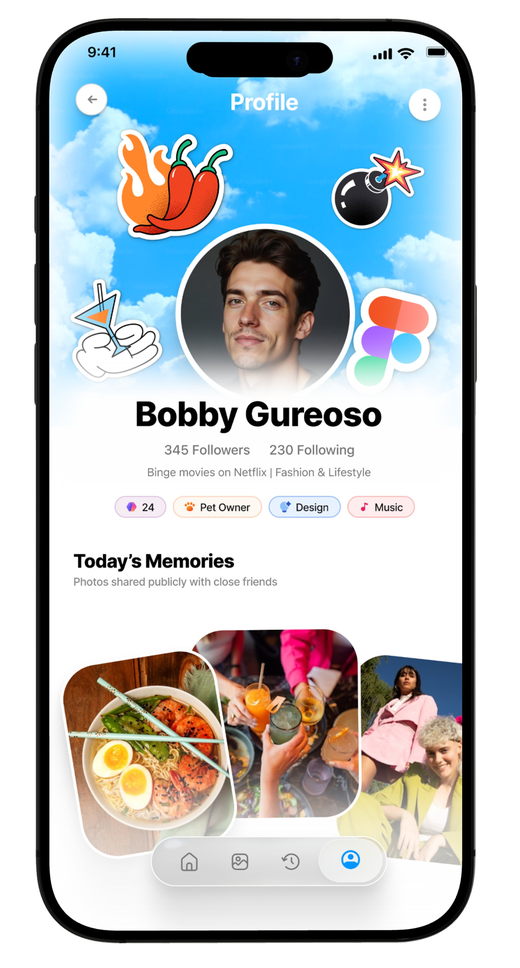 9:41
Profile
Bobby Gureoso
345 Followers 230 Following
Binge movies on Netflix | Fashion & Lifestyle
24 Pet Owner Design Music
Today's Memories
Photos shared publicly with close friends